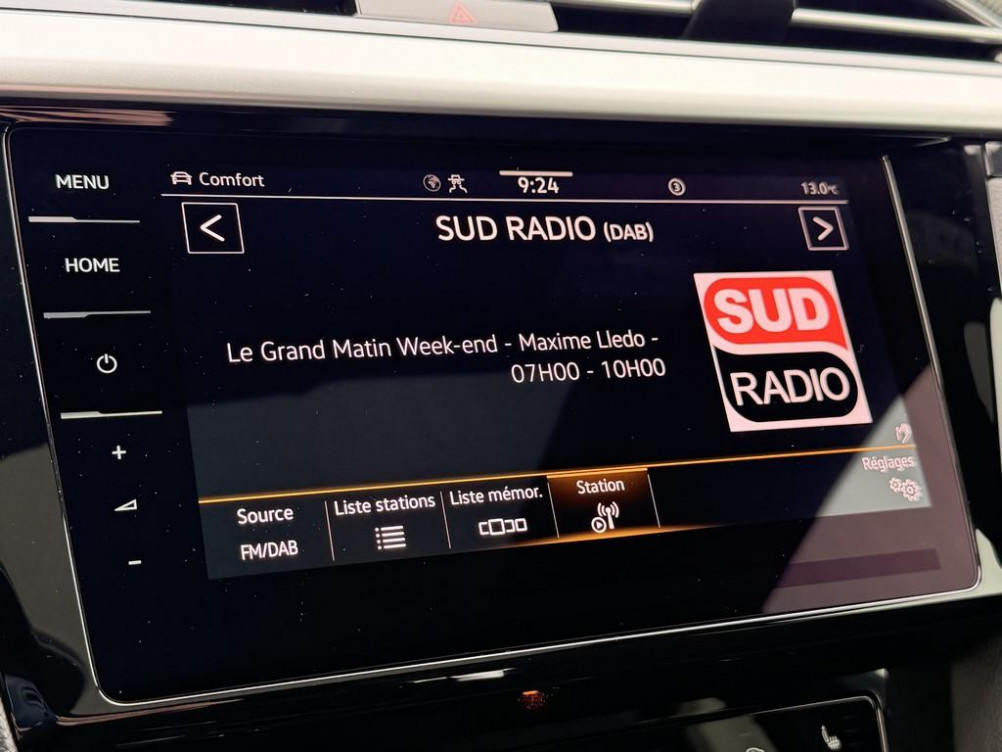 MENU
HOME
Comfort
9:24
3
13.0°C
<
SUD RADIO (DAB)
>
Le Grand Matin Week-end - Maxime Lledo -
07H00 - 10H00
SUD
RADIO
+
-
Réglages
Source
FM/DAB
Liste stations
Liste mémor.
Station